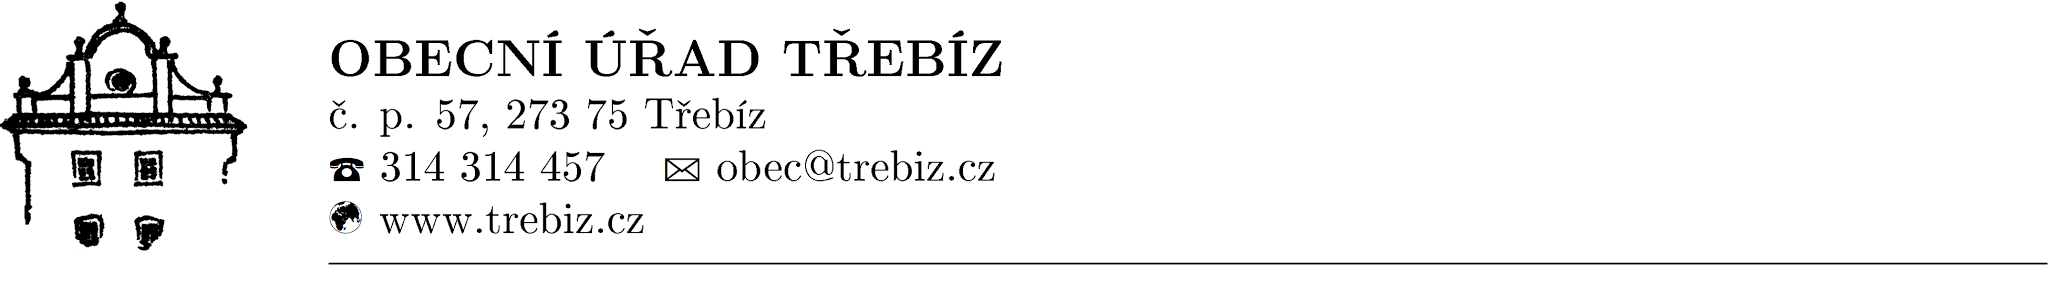 OBECNÍ ÚŘAD TŘEBÍZ
č. p. 57, 273 75 Třebíz
☎ 314 314 457 ✉ obec@trebiz.cz
www.trebiz.cz